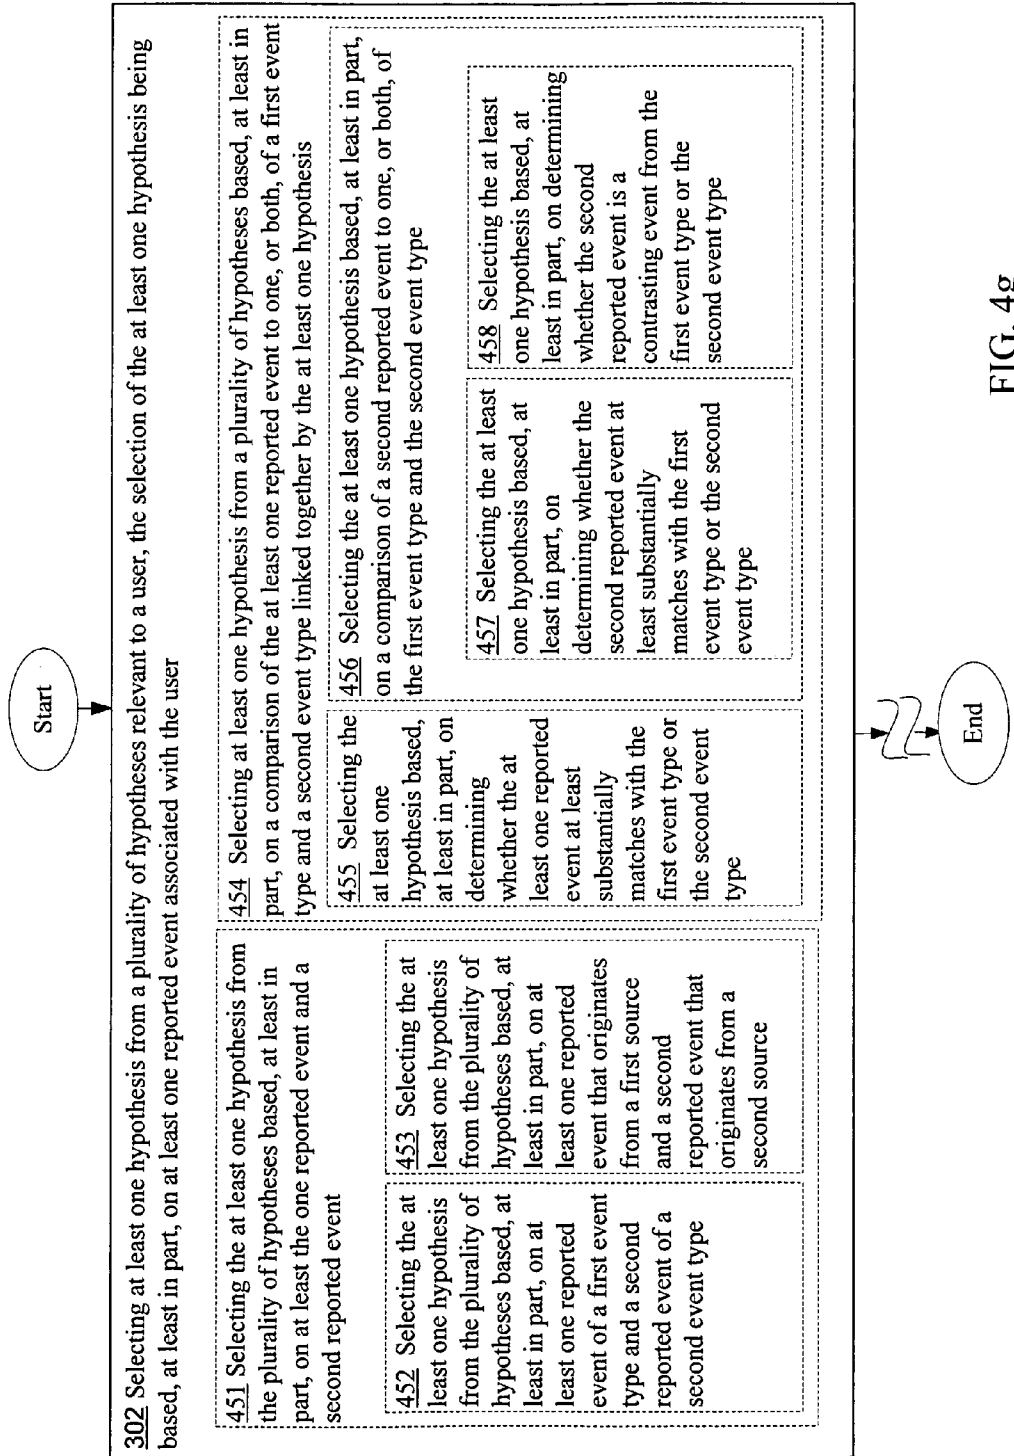 Start
302 Selecting at least one hypothesis from a plurality of hypotheses relevant to a user, the selection of the at least one hypothesis being
based, at least in part, on at least one reported event associated with the user
451 Selecting the at least one hypothesis from
the plurality of hypotheses based, at least in
part, on at least the one reported event and a
second reported event
452 Selecting the at
least one hypothesis
from the plurality of
hypotheses based, at
least in part, on at
least one reported
event of a first event
type and a second
reported event of a
second event type
453 Selecting the at
least one hypothesis
from the plurality of
hypotheses based, at
least in part, on at
least one reported
event that originates
from a first source
and a second
reported event that
originates from a
second source
454 Selecting at least one hypothesis from a plurality of hypotheses based, at least in
part, on a comparison of the at least one reported event to one, or both, of a first event
type and a second event type linked together by the at least one hypothesis
455 Selecting the
at least one
hypothesis based,
at least in part, on
determining
whether the at
least one reported
event at least
substantially
matches with the
first event type or
the second event
type
456 Selecting the at least one hypothesis based, at least in part,
on a comparison of a second reported event to one, or both, of
the first event type and the second event type
457 Selecting the at least
one hypothesis based, at
least in part, on
determining whether the
second reported event at
least substantially
matches with the first
event type or the second
event type
458 Selecting the at least
one hypothesis based, at
least in part, on determining
whether the second
reported event is a
contrasting event from the
first event type or the
second event type
End
FIG. 4g